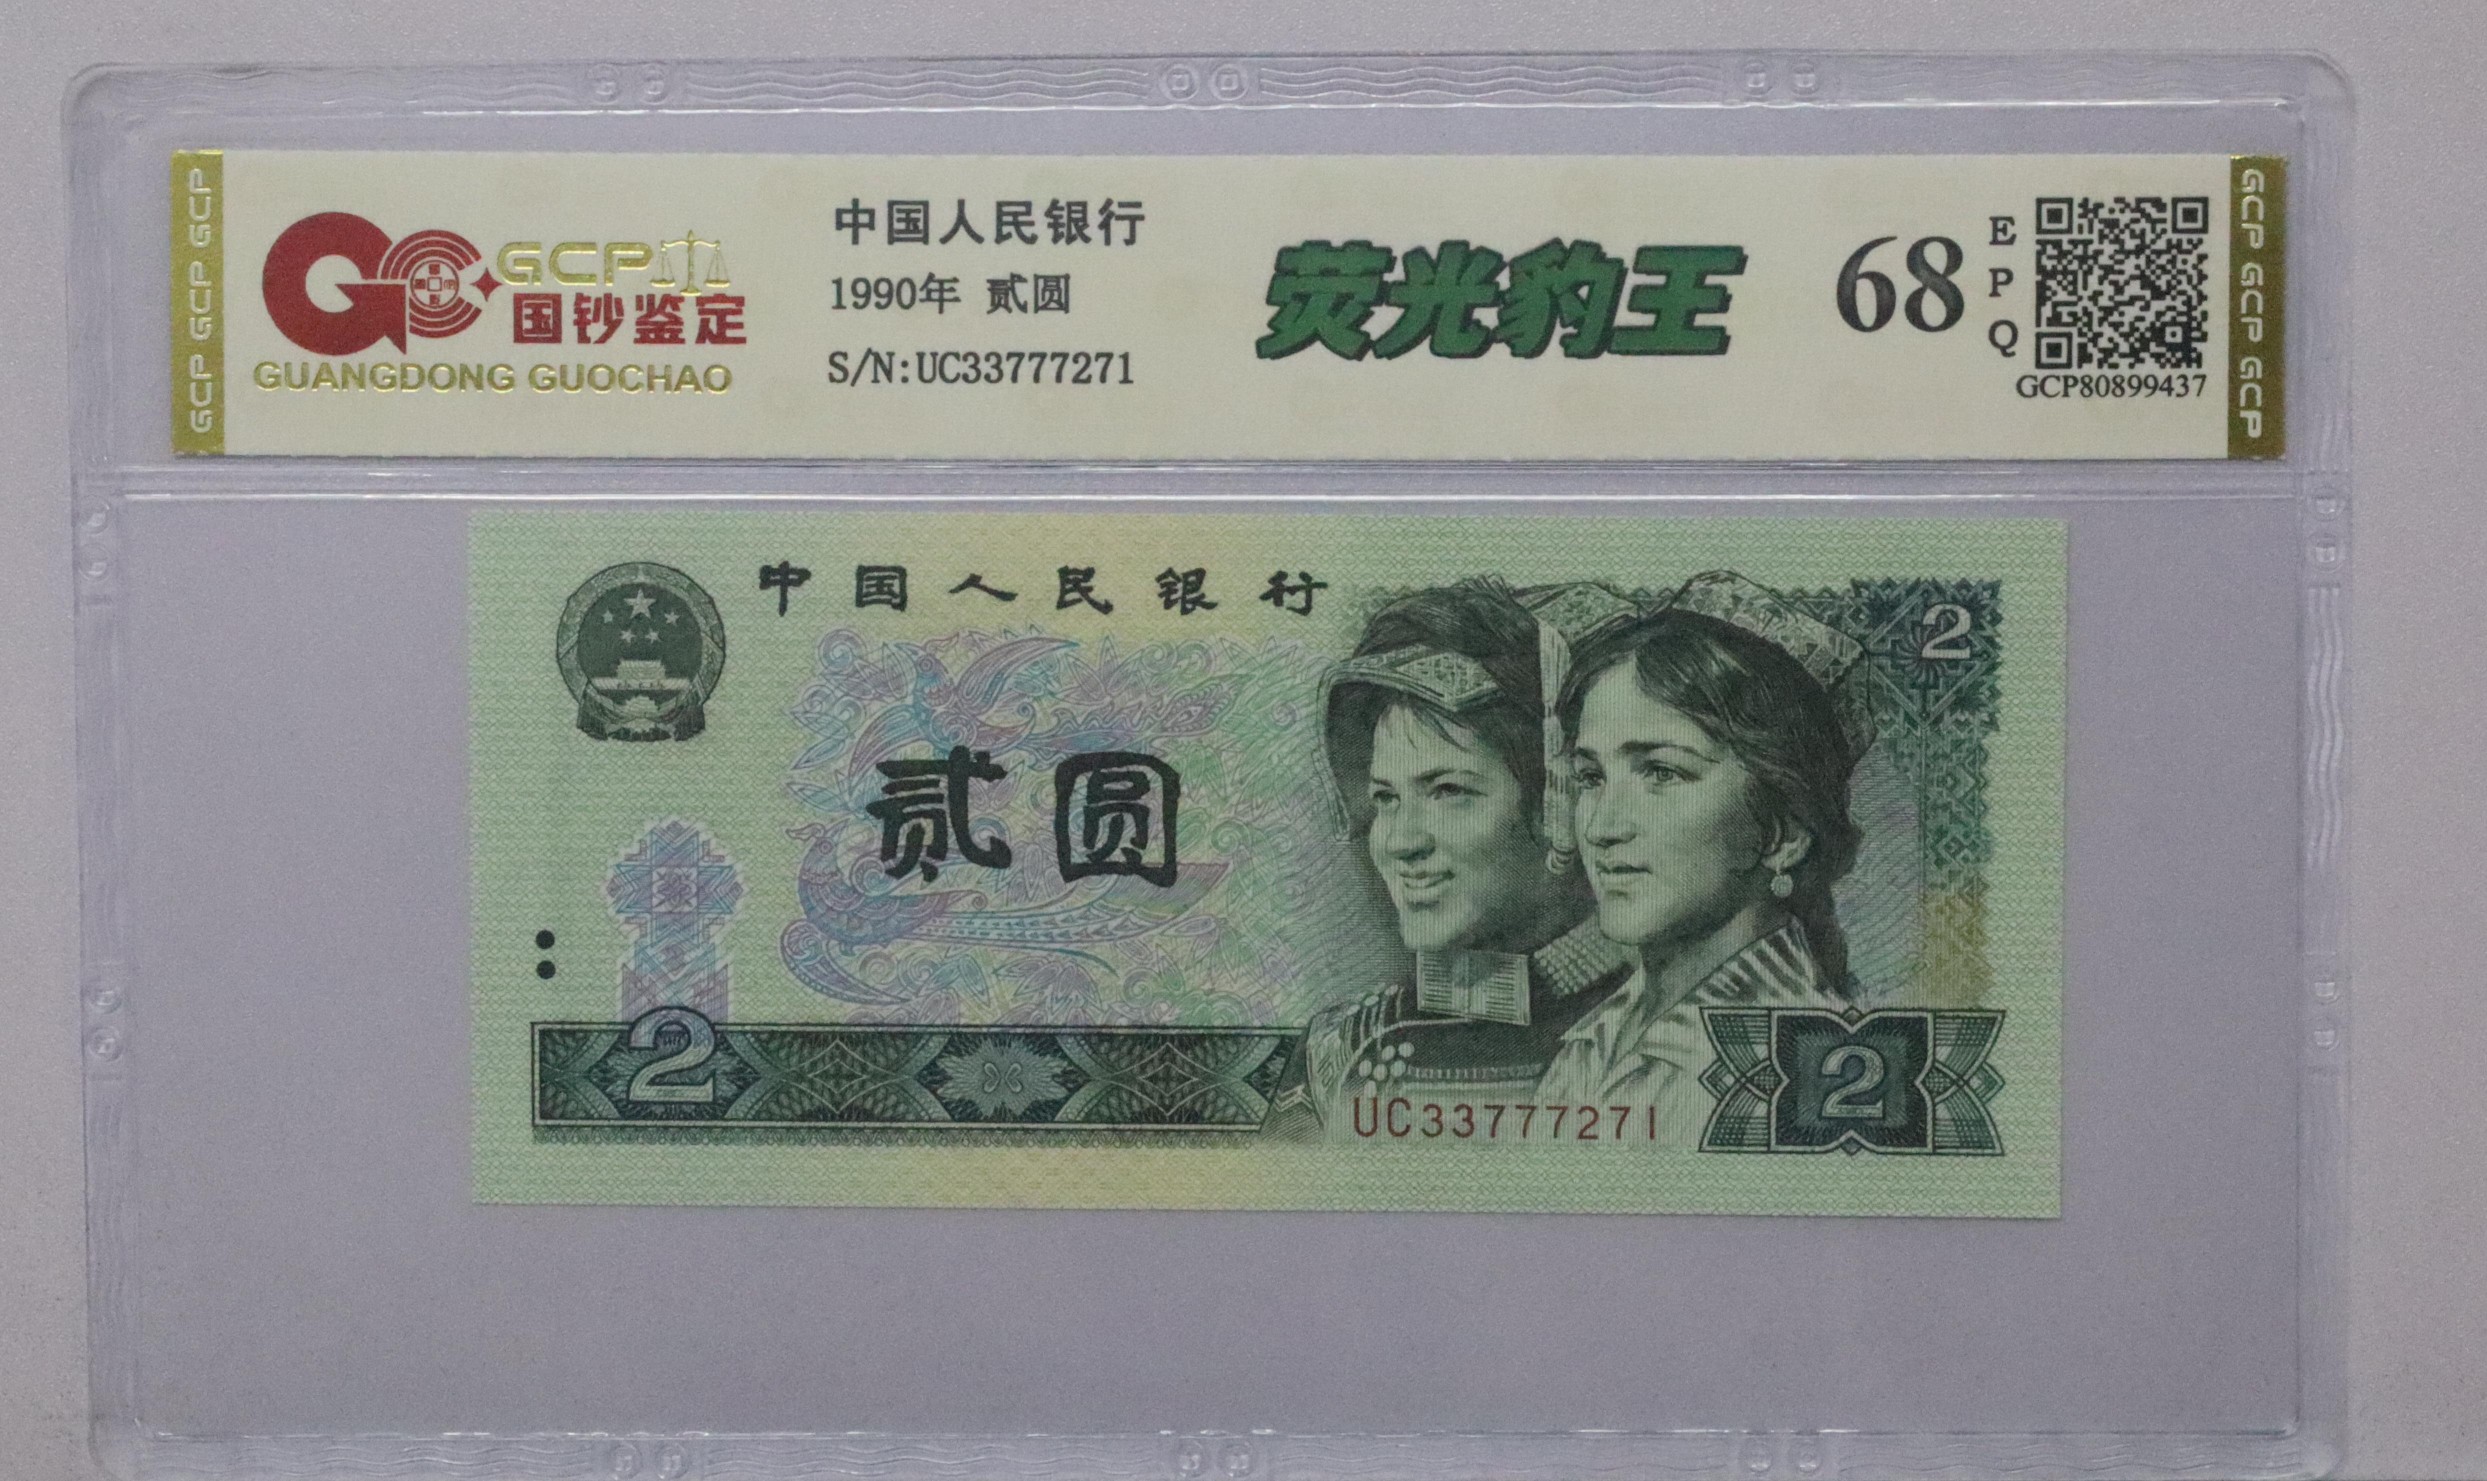 GCP GCP GCP
GCP
国钞鉴定
GUANGDONG GUOCHAO
中国人民银行
1990年 贰圆
S/N:UC33777271
荧光豹王
68
EPQ
GCP80899437
GCP GCP GCP
中国人民银行
2
贰圆
2
UC33777271
2